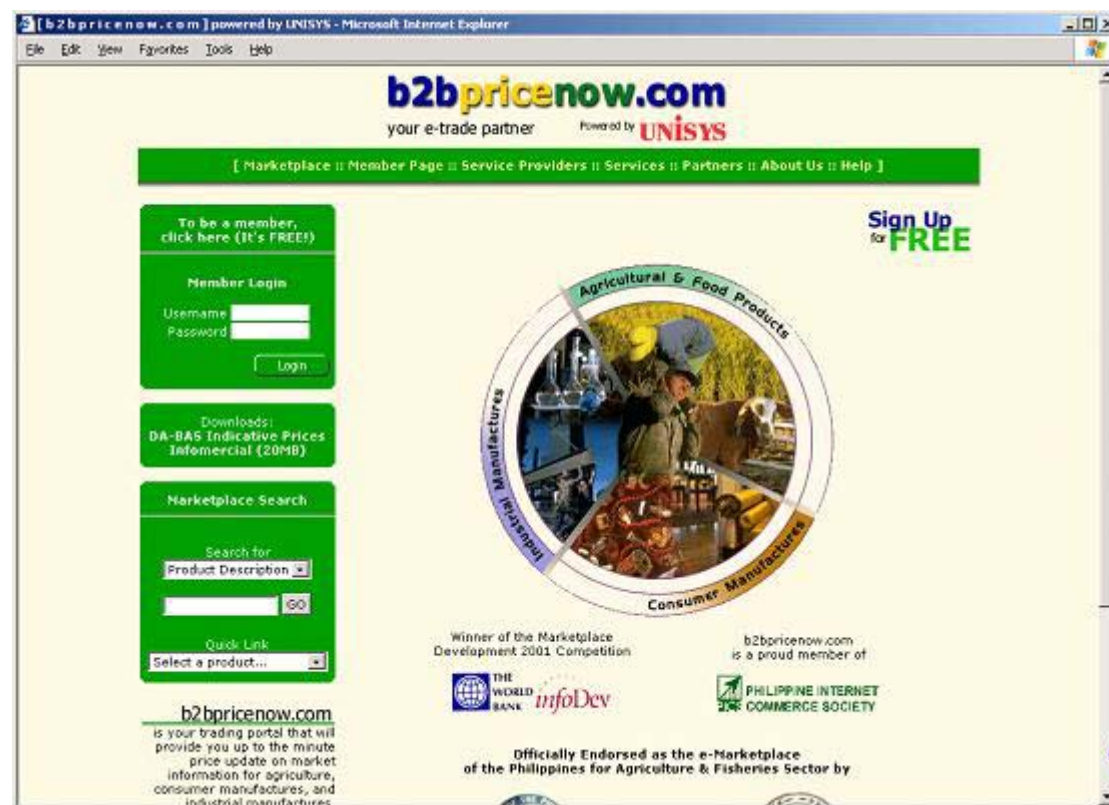 [ b 2 b p r i c e n o w . c o m ] powered by UNISYS - Microsoft Internet Explorer
File Edit View Favorites Tools Help
b2bpricenow.com
your e-trade partner Powered by UNISYS
[ Marketplace :: Member Page :: Service Providers :: Services :: Partners :: About Us :: Help ]
To be a member,
click here (It's FREE!)
Member Login
Username
Password
Login
Downloads:
DA-BAS Indicative Prices
Infomercial (20MB)
Marketplace Search
Search for
Product Description
GO
Quick Link
Select a product...
b2bpricenow.com
is your trading portal that will
provide you up to the minute
price update on market
information for agriculture,
consumer manufactures, and
industrial manufactures.
Sign Up
for FREE
Agricultural & Food Products
Industrial Manufactures
Consumer Manufactures
Winner of the Marketplace
Development 2001 Competition
THE
WORLD
BANK
infoDev
b2bpricenow.com
is a proud member of
PHILIPPINE INTERNET
COMMERCE SOCIETY
Officially Endorsed as the e-Marketplace
of the Philippines for Agriculture & Fisheries Sector by